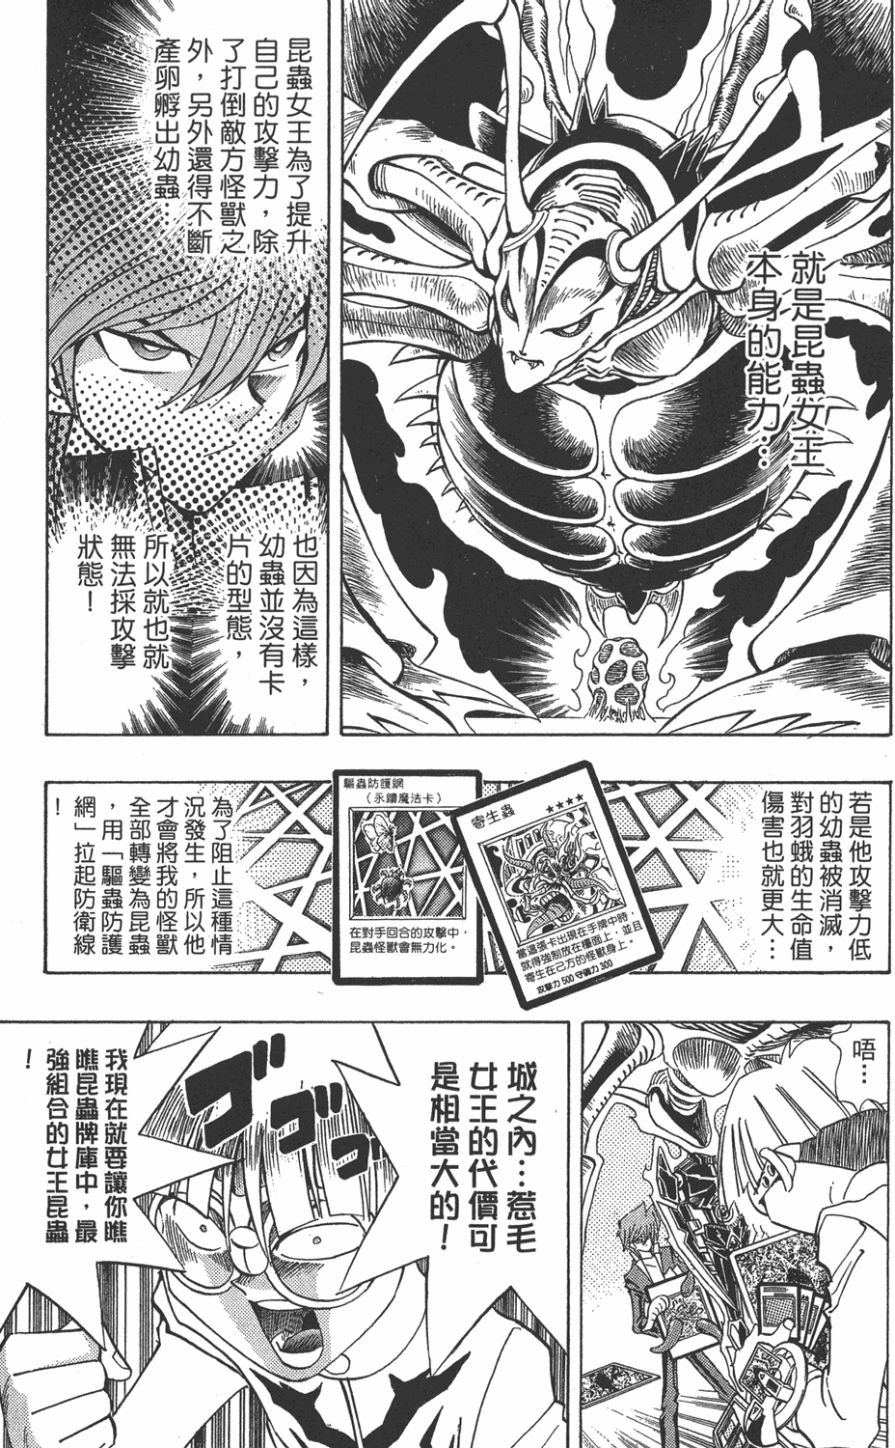 就是昆蟲女王
本身的能力…
昆蟲女王為了提升
自己的攻擊力，除
了打倒敵方怪獸之
外，另外還得不斷
產卵孵出幼蟲…
也因為這樣，
幼蟲並沒有卡
片的型態，
所以就也就
無法採攻擊
狀態！
若是他攻擊力低
的幼蟲被消滅，
對羽蛾的生命值
傷害也就更大…
寄生蟲
★★★★
當這張卡出現在手牌中時，
就得強制放在檯面上，並且
寄生在己方的怪獸身上。
攻擊力 500 守備力 300
驅蟲防護網
（永續魔法卡）
在對手回合的攻擊中，
昆蟲怪獸會無力化。
為了阻止這種情
況發生，所以他
才會將我的怪獸
全部轉變為昆蟲
，用「驅蟲防護
網」拉起防衛線
！
唔…
城之內…惹毛
女王的代價可
是相當大的！
ゴゴゴ
我現在就要讓你瞧
瞧昆蟲牌庫中，最
強組合的女王昆蟲
！